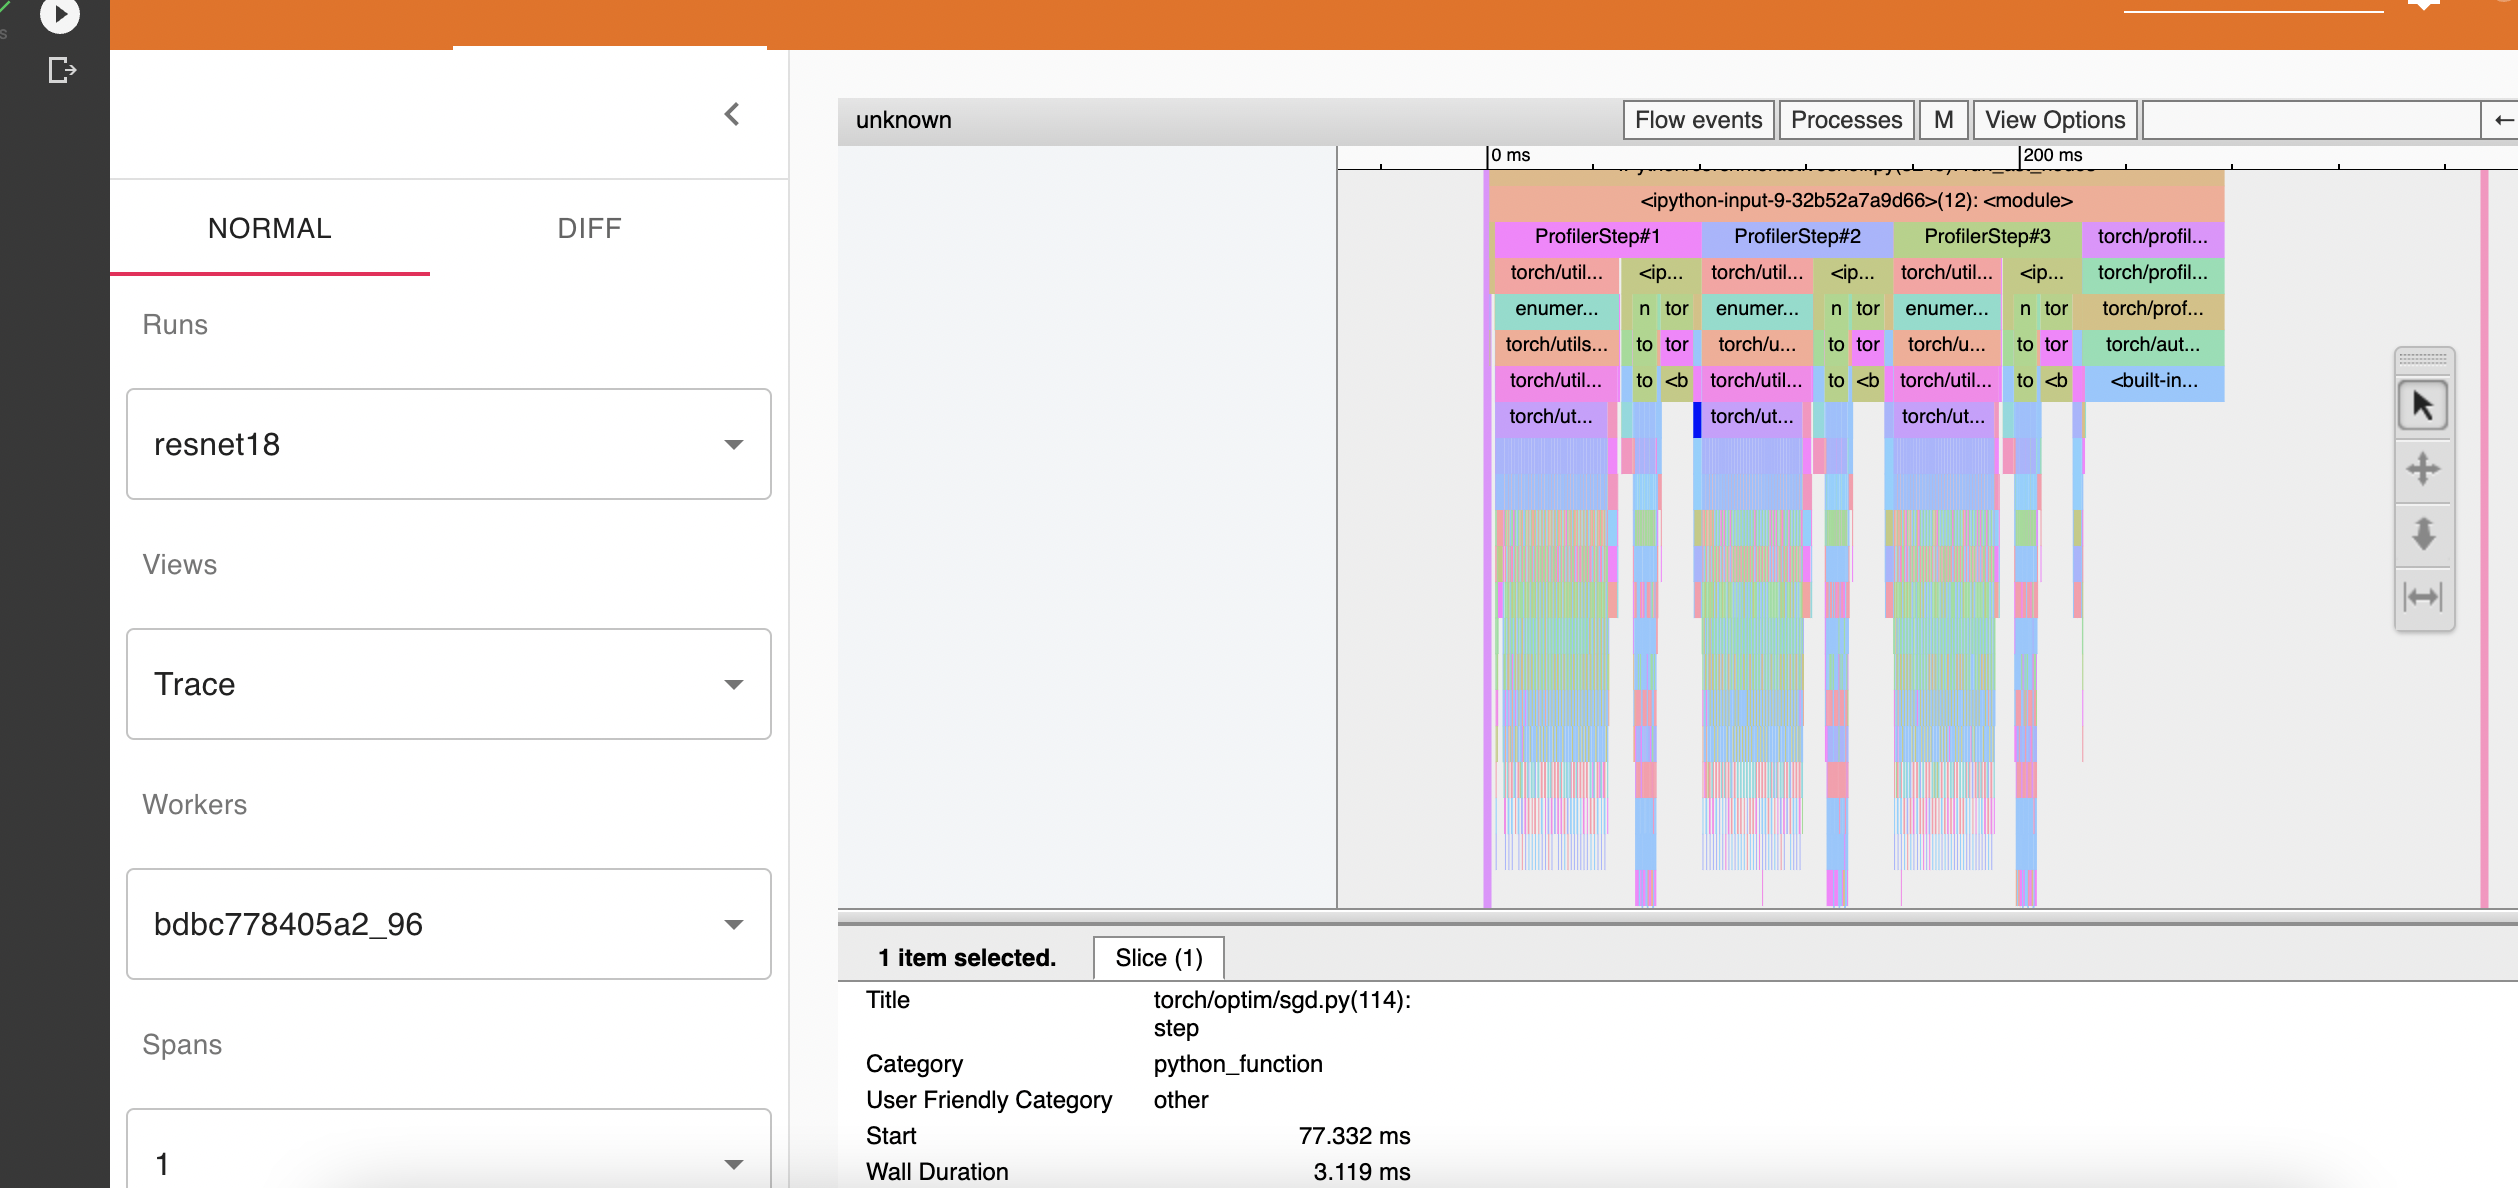 unknown
Flow events
Processes
M
View Options
←
0 ms
200 ms
NORMAL
DIFF
Runs
resnet18
Views
Trace
Workers
bdbc778405a2_96
Spans
1
<ipython-input-9-32b52a7a9d66>(12): <module>
ProfilerStep#1 ProfilerStep#2 ProfilerStep#3 torch/profil...
torch/util... <ip... torch/util... <ip... torch/util... <ip... torch/profil...
enumer... n tor enumer... n tor enumer... n tor torch/prof...
torch/utils... to tor torch/u... to tor torch/u... to tor torch/aut...
torch/util... to <b torch/util... to <b torch/util... to <b <built-in...
torch/ut... torch/ut... torch/ut...
1 item selected.
Slice (1)
Title torch/optim/sgd.py(114):
step
Category python_function
User Friendly Category other
Start 77.332 ms
Wall Duration 3.119 ms